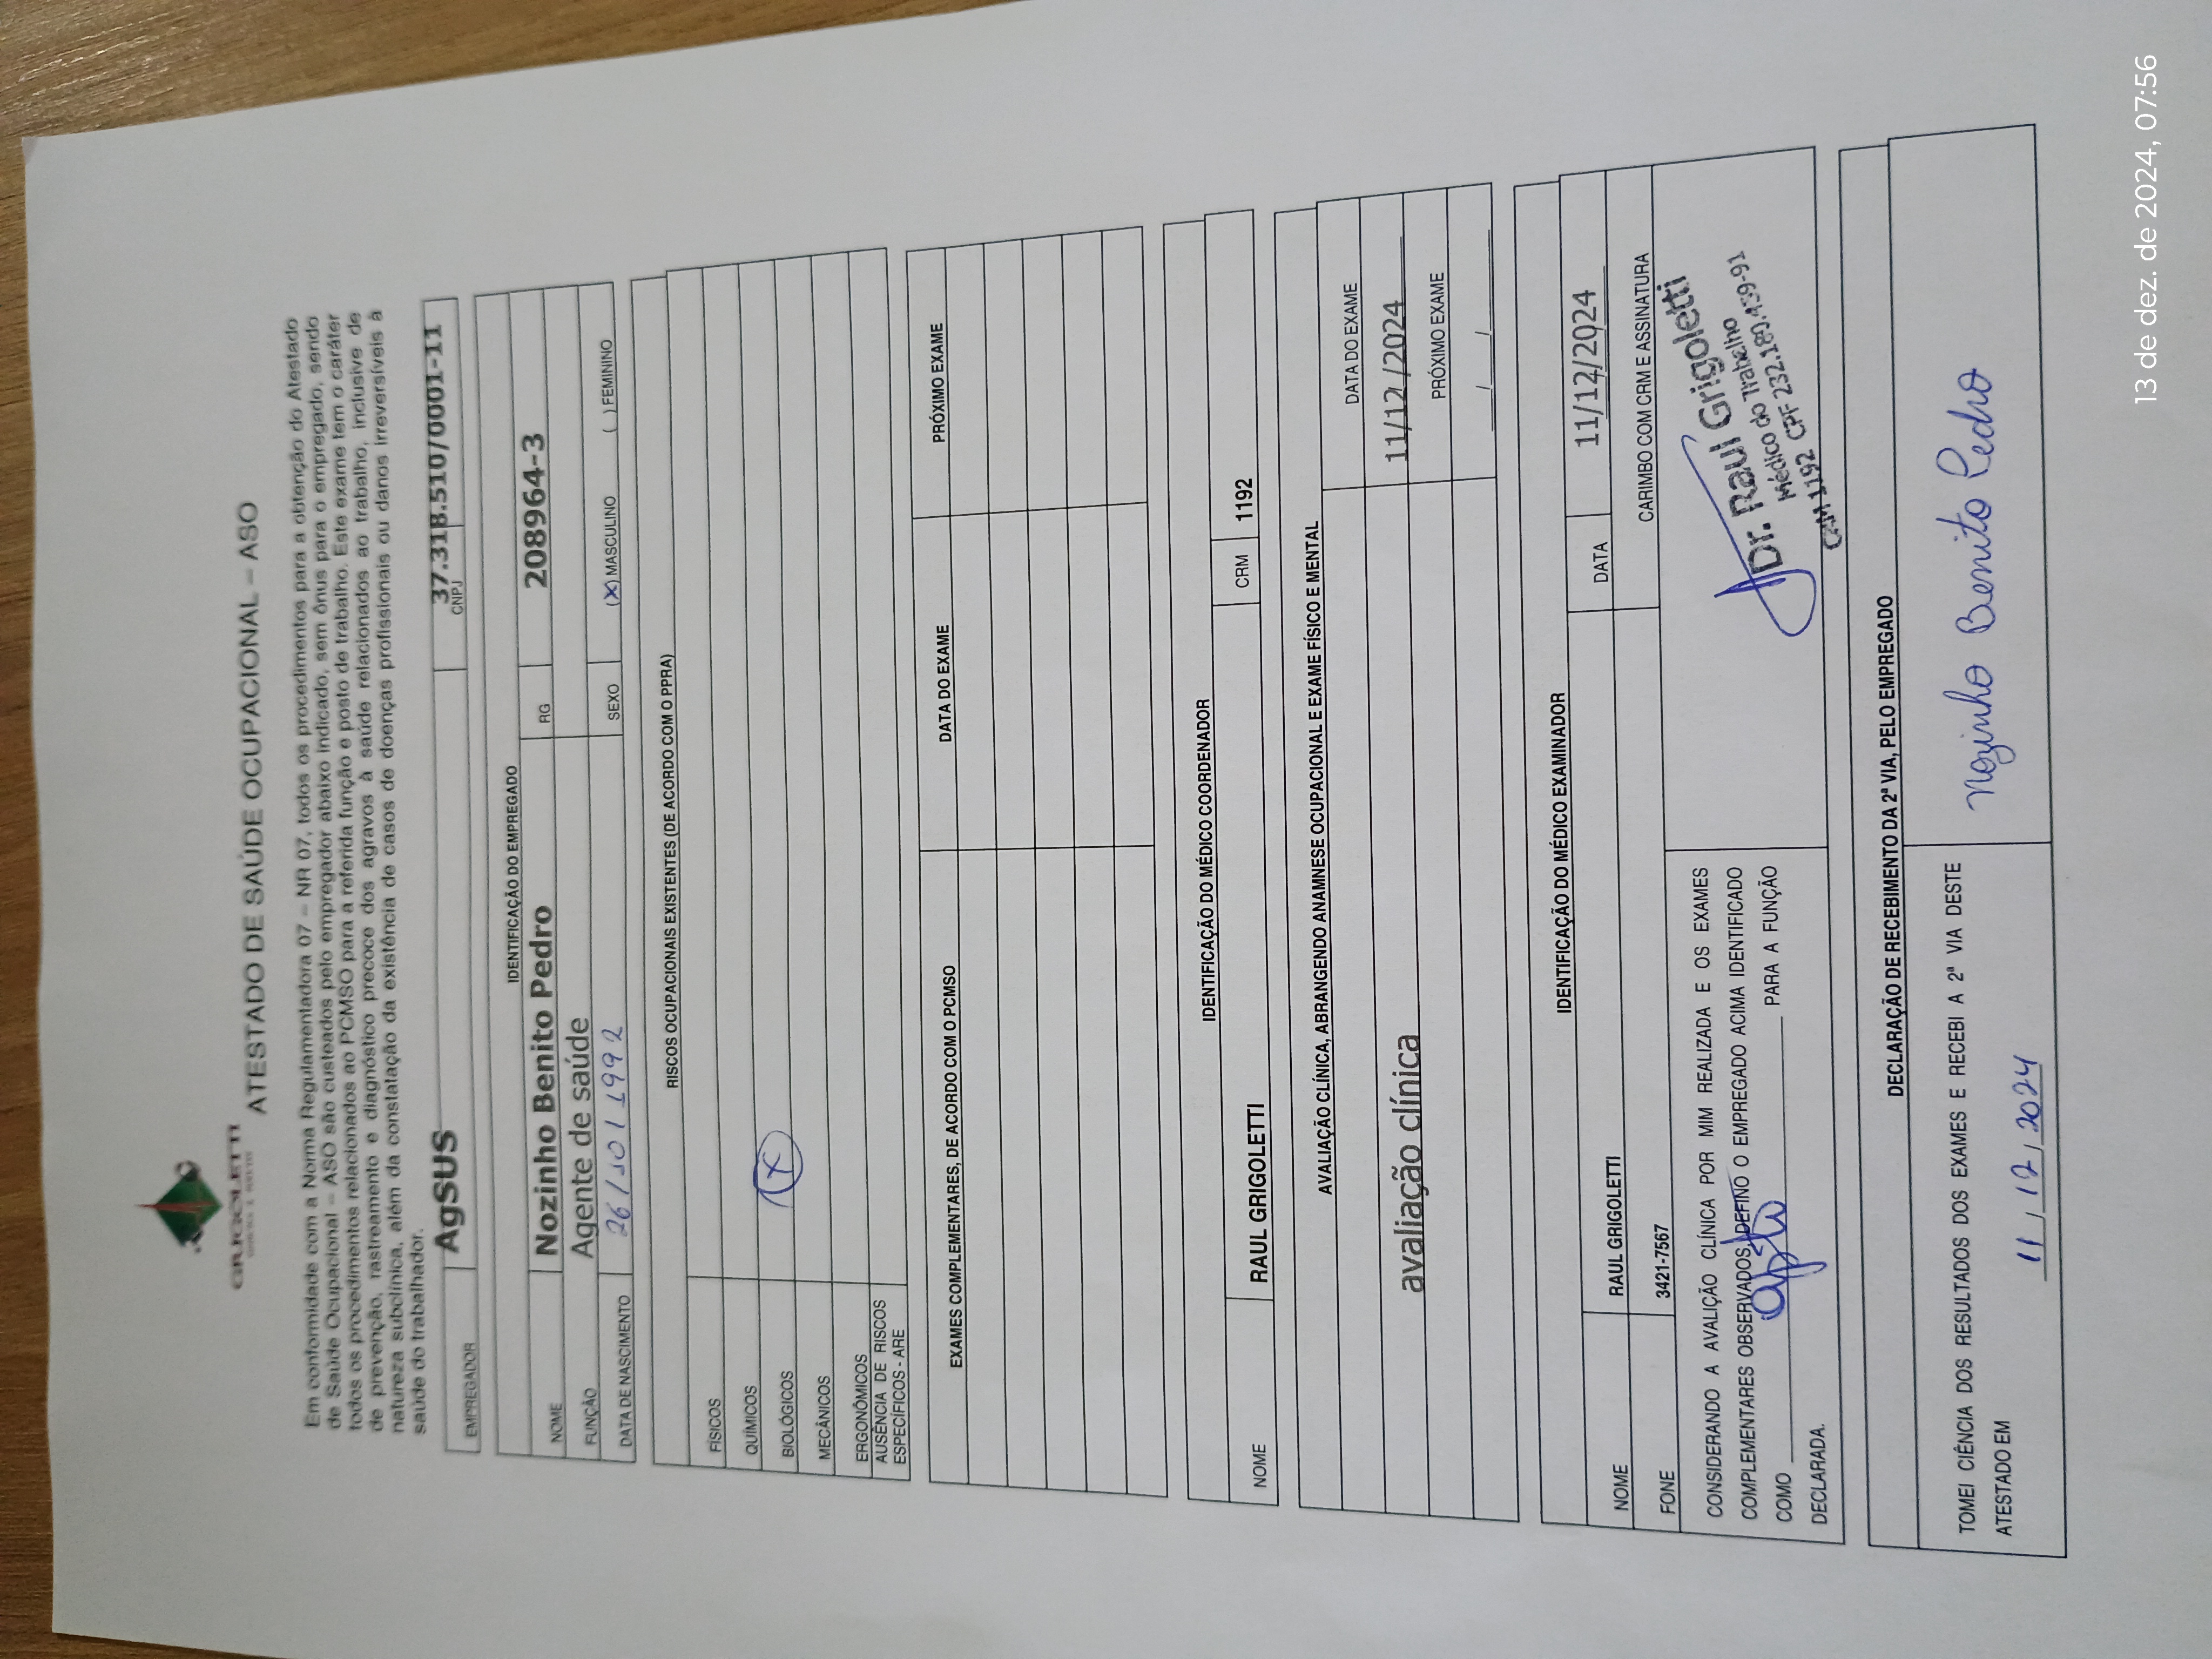 GRIGOLETTI
ATESTADO DE SAÚDE OCUPACIONAL – ASO
Em conformidade com a Norma Regulamentadora 07 – NR 07, todos os procedimentos para a obtenção do Atestado
de Saúde Ocupacional – ASO são custeados pelo empregador abaixo indicado, sem ônus para o empregado, sendo
todos os procedimentos relacionados ao PCMSO para a referida função e posto de trabalho. Este exame tem o caráter
de prevenção, rastreamento e diagnóstico precoce dos agravos à saúde relacionados ao trabalho, inclusive de
natureza subclínica, além da constatação da existência de casos de doenças profissionais ou danos irreversíveis à
saúde do trabalhador.
EMPREGADOR AgSUS CNPJ 37.318.510/0001-11
IDENTIFICAÇÃO DO EMPREGADO
NOME Nozinho Benito Pedro RG 208964-3
FUNÇÃO Agente de saúde
DATA DE NASCIMENTO 26/10/1992 SEXO (X) MASCULINO ( ) FEMININO
RISCOS OCUPACIONAIS EXISTENTES (DE ACORDO COM O PPRA)
FÍSICOS
QUÍMICOS
BIOLÓGICOS (X)
MECÂNICOS
ERGONÔMICOS
AUSÊNCIA DE RISCOS
ESPECÍFICOS - ARE
EXAMES COMPLEMENTARES, DE ACORDO COM O PCMSO DATA DO EXAME PRÓXIMO EXAME
IDENTIFICAÇÃO DO MÉDICO COORDENADOR
NOME RAUL GRIGOLETTI CRM 1192
AVALIAÇÃO CLÍNICA, ABRANGENDO ANAMNESE OCUPACIONAL E EXAME FÍSICO E MENTAL
DATA DO EXAME
avaliação clínica 11/12/2024
PRÓXIMO EXAME
___/___/______
IDENTIFICAÇÃO DO MÉDICO EXAMINADOR
NOME RAUL GRIGOLETTI DATA 11/12/2024
FONE 3421-7567 CARIMBO COM CRM E ASSINATURA
CONSIDERANDO A AVALIÇÃO CLÍNICA POR MIM REALIZADA E OS EXAMES
COMPLEMENTARES OBSERVADOS, DEFINO O EMPREGADO ACIMA IDENTIFICADO
COMO apto PARA A FUNÇÃO
DECLARADA.
Dr. Raul Grigoletti
Médico do Trabalho
CRM 1192 CPF 232.180.459-91
DECLARAÇÃO DE RECEBIMENTO DA 2ª VIA, PELO EMPREGADO
TOMEI CIÊNCIA DOS RESULTADOS DOS EXAMES E RECEBI A 2ª VIA DESTE
ATESTADO EM
11/12/2024
Nozinho Benito Pedro
13 de dez. de 2024, 07:56